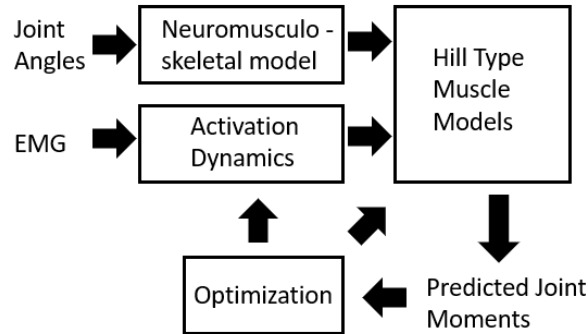 Joint
Angles
Neuromusculo -
skeletal model
Hill Type
Muscle
Models
EMG
Activation
Dynamics
Optimization
Predicted Joint
Moments